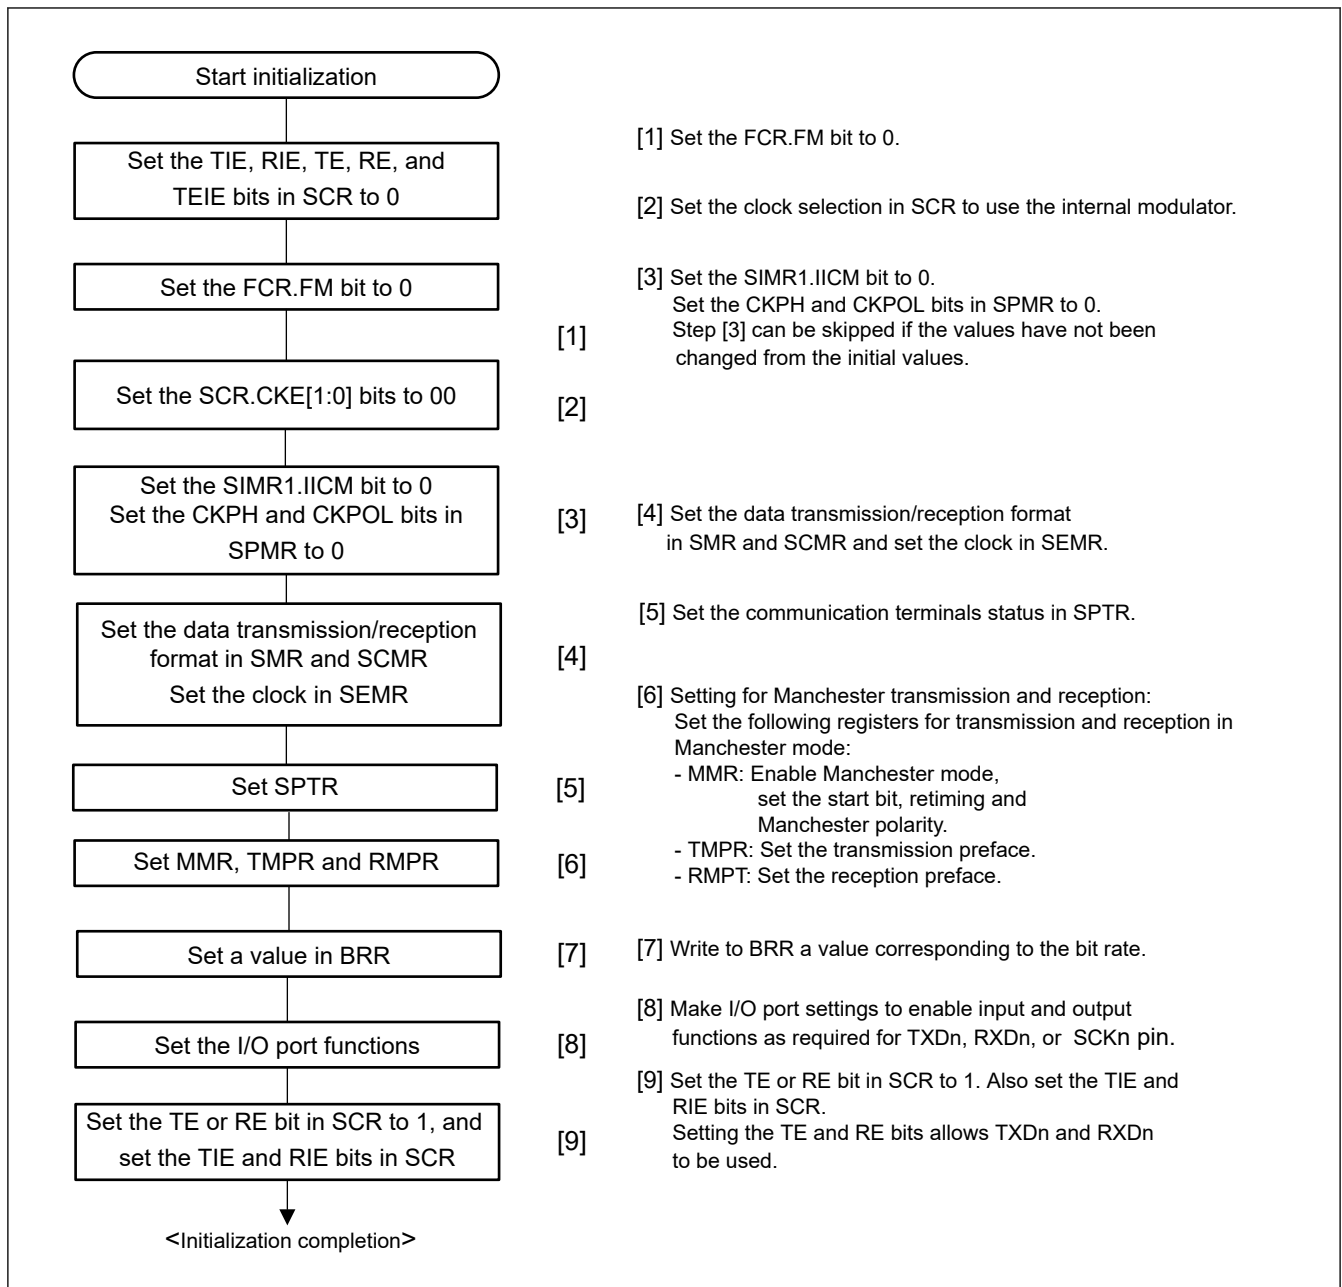 Start initialization
Set the TIE, RIE, TE, RE, and
TEIE bits in SCR to 0
Set the FCR.FM bit to 0
[1]
Set the SCR.CKE[1:0] bits to 00
[2]
Set the SIMR1.IICM bit to 0
Set the CKPH and CKPOL bits in
SPMR to 0
[3]
Set the data transmission/reception
format in SMR and SCMR
Set the clock in SEMR
[4]
Set SPTR
[5]
Set MMR, TMPR and RMPR
[6]
Set a value in BRR
[7]
Set the I/O port functions
[8]
Set the TE or RE bit in SCR to 1, and
set the TIE and RIE bits in SCR
[9]
<Initialization completion>
[1] Set the FCR.FM bit to 0.
[2] Set the clock selection in SCR to use the internal modulator.
[3] Set the SIMR1.IICM bit to 0.
Set the CKPH and CKPOL bits in SPMR to 0.
Step [3] can be skipped if the values have not been
changed from the initial values.
[4] Set the data transmission/reception format
in SMR and SCMR and set the clock in SEMR.
[5] Set the communication terminals status in SPTR.
[6] Setting for Manchester transmission and reception:
Set the following registers for transmission and reception in
Manchester mode:
- MMR: Enable Manchester mode,
set the start bit, retiming and
Manchester polarity.
- TMPR: Set the transmission preface.
- RMPT: Set the reception preface.
[7] Write to BRR a value corresponding to the bit rate.
[8] Make I/O port settings to enable input and output
functions as required for TXDn, RXDn, or SCKn pin.
[9] Set the TE or RE bit in SCR to 1. Also set the TIE and
RIE bits in SCR.
Setting the TE and RE bits allows TXDn and RXDn
to be used.